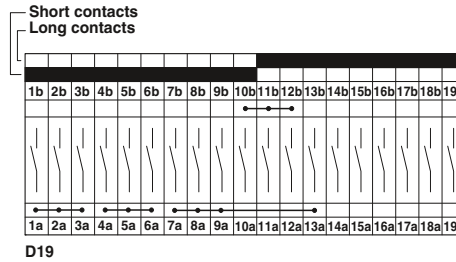 Short contacts
Long contacts
1b 2b 3b 4b 5b 6b 7b 8b 9b 10b 11b 12b 13b 14b 15b 16b 17b 18b 19
1a 2a 3a 4a 5a 6a 7a 8a 9a 10a 11a 12a 13a 14a 15a 16a 17a 18a 19
D19